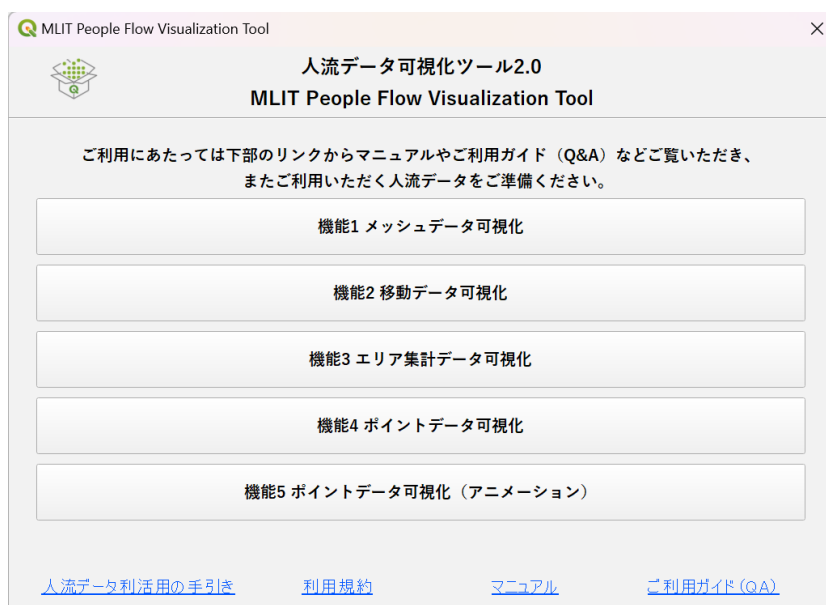 MLIT People Flow Visualization Tool
人流データ可視化ツール2.0
MLIT People Flow Visualization Tool
ご利用にあたっては下部のリンクからマニュアルやご利用ガイド（Q&A）などご覧いただき、
またご利用いただく人流データをご準備ください。
機能1 メッシュデータ可視化
機能2 移動データ可視化
機能3 エリア集計データ可視化
機能4 ポイントデータ可視化
機能5 ポイントデータ可視化（アニメーション）
人流データ利活用の手引き 利用規約 マニュアル ご利用ガイド(QA)